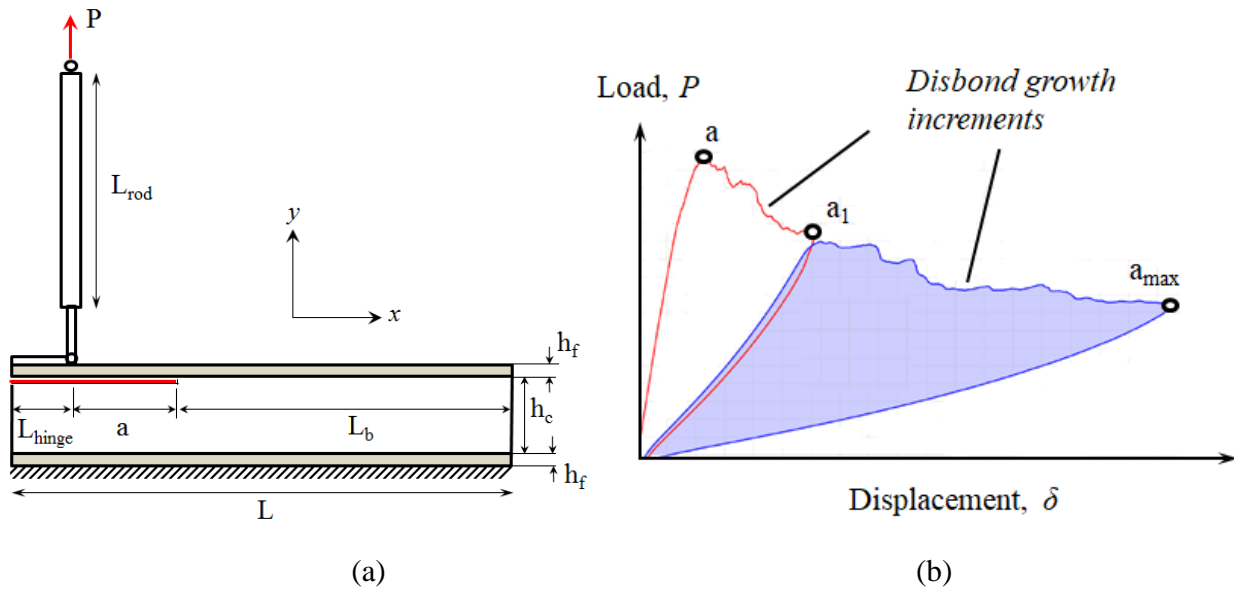 P
L_rod
y
x
h_f
h_c
L_hinge
a
L_b
h_f
L
(a)
Load, P
Disbond growth
increments
a
a_1
a_max
Displacement, δ
(b)